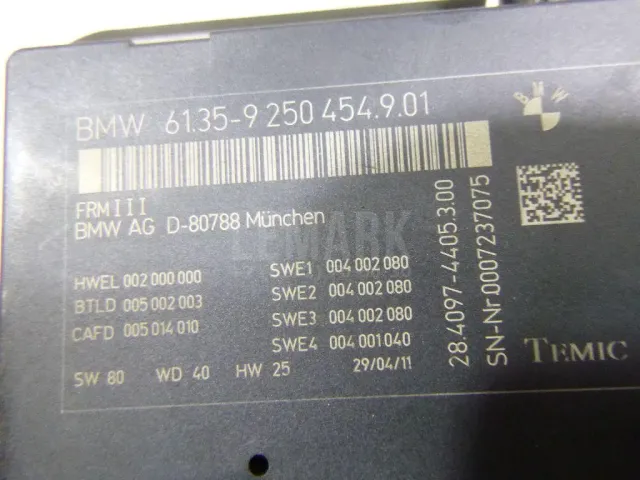 BMW 61.35-9 250 454.9.01
BMW
FRM III
BMW AG D-80788 München
HWEL 002 000 000
BTLD 005 002 003
CAFD 005 014 010
SWE1 004 002 080
SWE2 004 002 080
SWE3 004 002 080
SWE4 004 001 040
SW 80 WD 40 HW 25 29/04/11
28.4097-4405.3.00
SN-Nr 0007237075
TEMIC
LEMARK